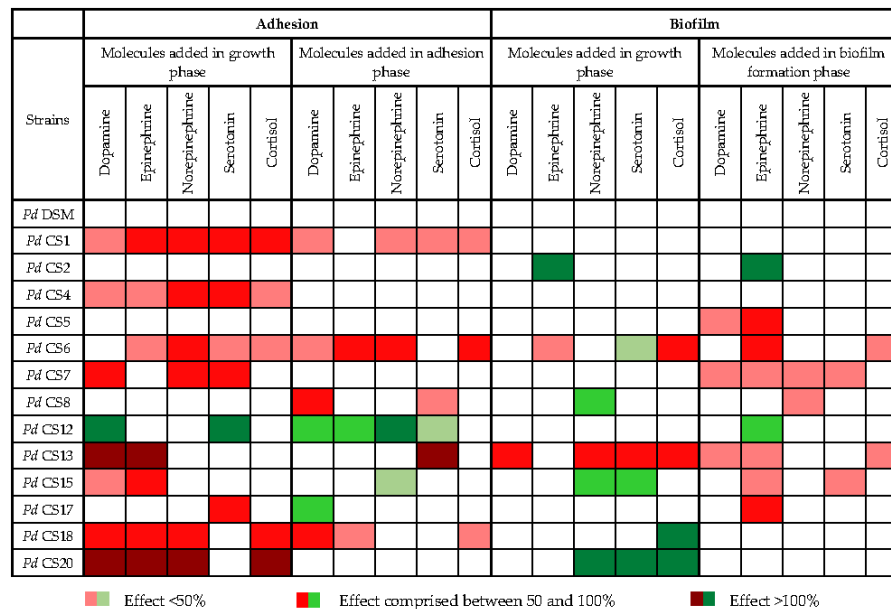 Adhesion Biofilm
Molecules added in growth phase Molecules added in adhesion phase Molecules added in growth phase Molecules added in biofilm formation phase
Strains Dopamine Epinephrine Norepinephrine Serotonin Cortisol Dopamine Epinephrine Norepinephrine Serotonin Cortisol Dopamine Epinephrine Norepinephrine Serotonin Cortisol Dopamine Epinephrine Norepinephrine Serotonin Cortisol
Pd DSM
Pd CS1
Pd CS2
Pd CS4
Pd CS5
Pd CS6
Pd CS7
Pd CS8
Pd CS12
Pd CS13
Pd CS15
Pd CS17
Pd CS18
Pd CS20
Effect <50% Effect comprised between 50 and 100% Effect >100%